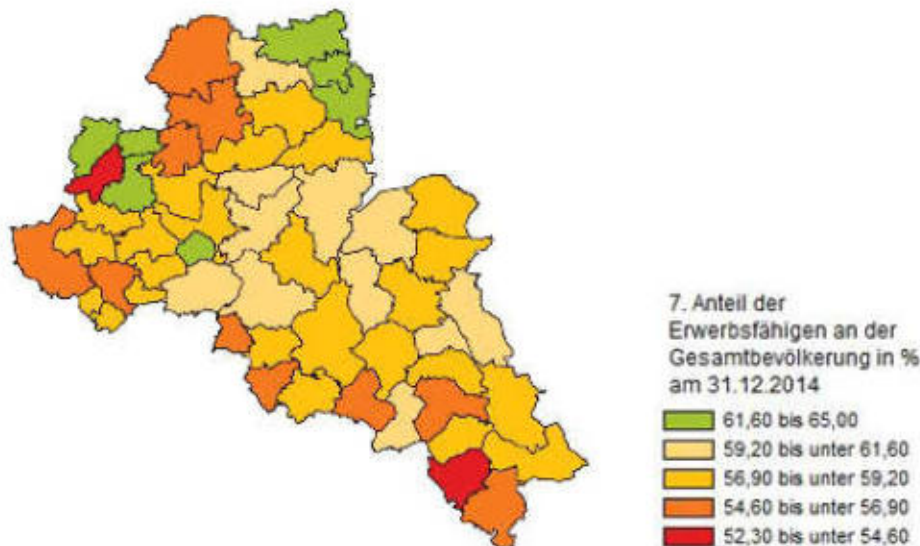 7. Anteil der
Erwerbsfähigen an der
Gesamtbevölkerung in %
am 31.12.2014
61,60 bis 65,00
59,20 bis unter 61,60
56,90 bis unter 59,20
54,60 bis unter 56,90
52,30 bis unter 54,60